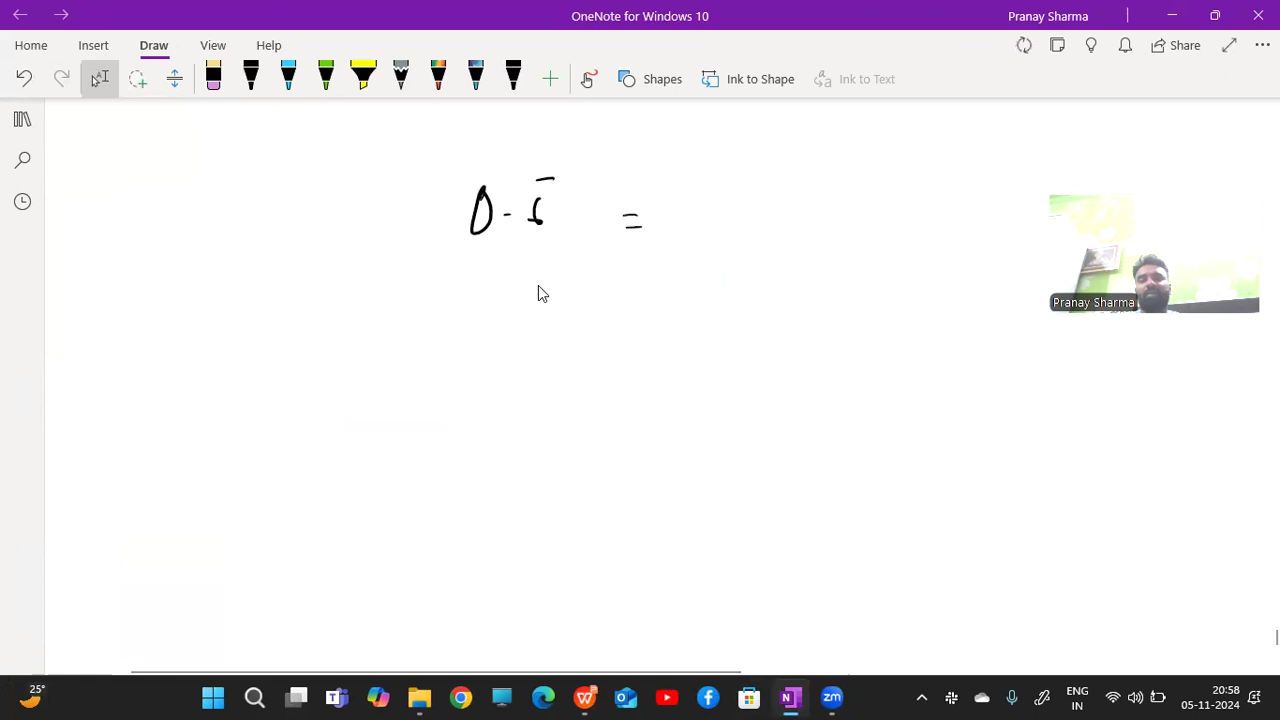 OneNote for Windows 10
Pranay Sharma
Home Insert Draw View Help
Share
Shapes
Ink to Shape
Ink to Text
0.5̅ =
Pranay Sharma
25°
ENG
IN
20:58
05-11-2024